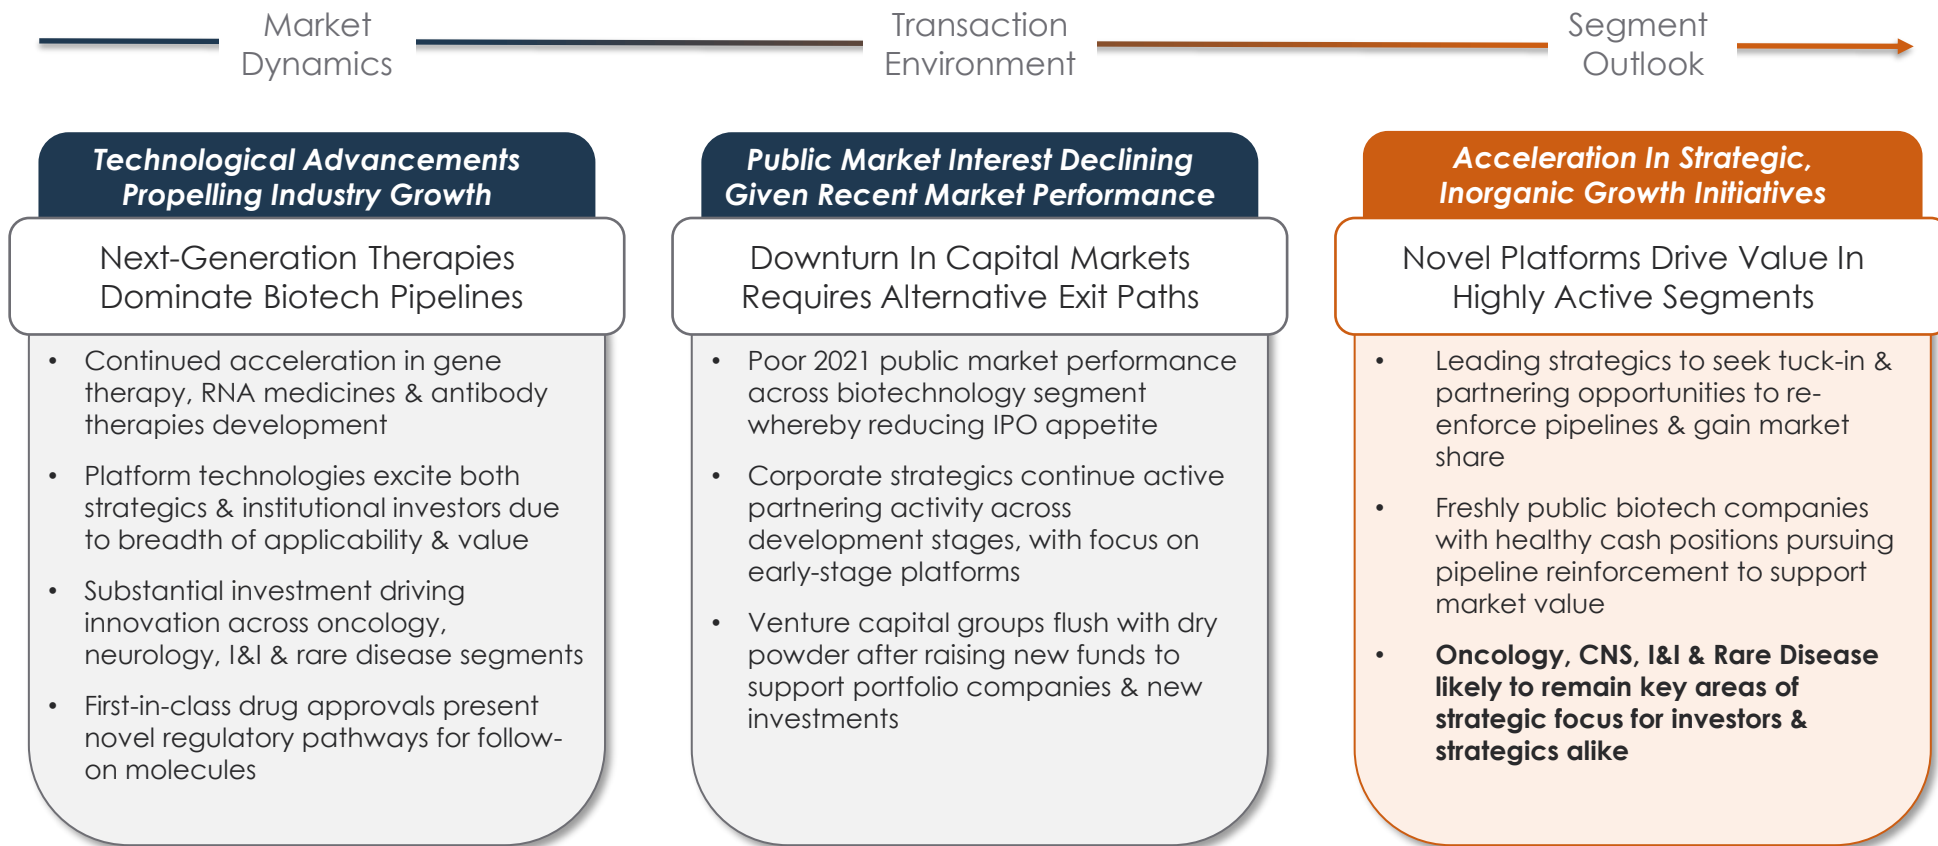 Market
Dynamics
Transaction
Environment
Segment
Outlook
Technological Advancements
Propelling Industry Growth
Next-Generation Therapies
Dominate Biotech Pipelines
• Continued acceleration in gene
therapy, RNA medicines & antibody
therapies development
• Platform technologies excite both
strategics & institutional investors due
to breadth of applicability & value
• Substantial investment driving
innovation across oncology,
neurology, I&I & rare disease segments
• First-in-class drug approvals present
novel regulatory pathways for follow-
on molecules
Public Market Interest Declining
Given Recent Market Performance
Downturn In Capital Markets
Requires Alternative Exit Paths
• Poor 2021 public market performance
across biotechnology segment
whereby reducing IPO appetite
• Corporate strategics continue active
partnering activity across
development stages, with focus on
early-stage platforms
• Venture capital groups flush with dry
powder after raising new funds to
support portfolio companies & new
investments
Acceleration In Strategic,
Inorganic Growth Initiatives
Novel Platforms Drive Value In
Highly Active Segments
• Leading strategics to seek tuck-in &
partnering opportunities to re-
enforce pipelines & gain market
share
• Freshly public biotech companies
with healthy cash positions pursuing
pipeline reinforcement to support
market value
• Oncology, CNS, I&I & Rare Disease
likely to remain key areas of
strategic focus for investors &
strategics alike